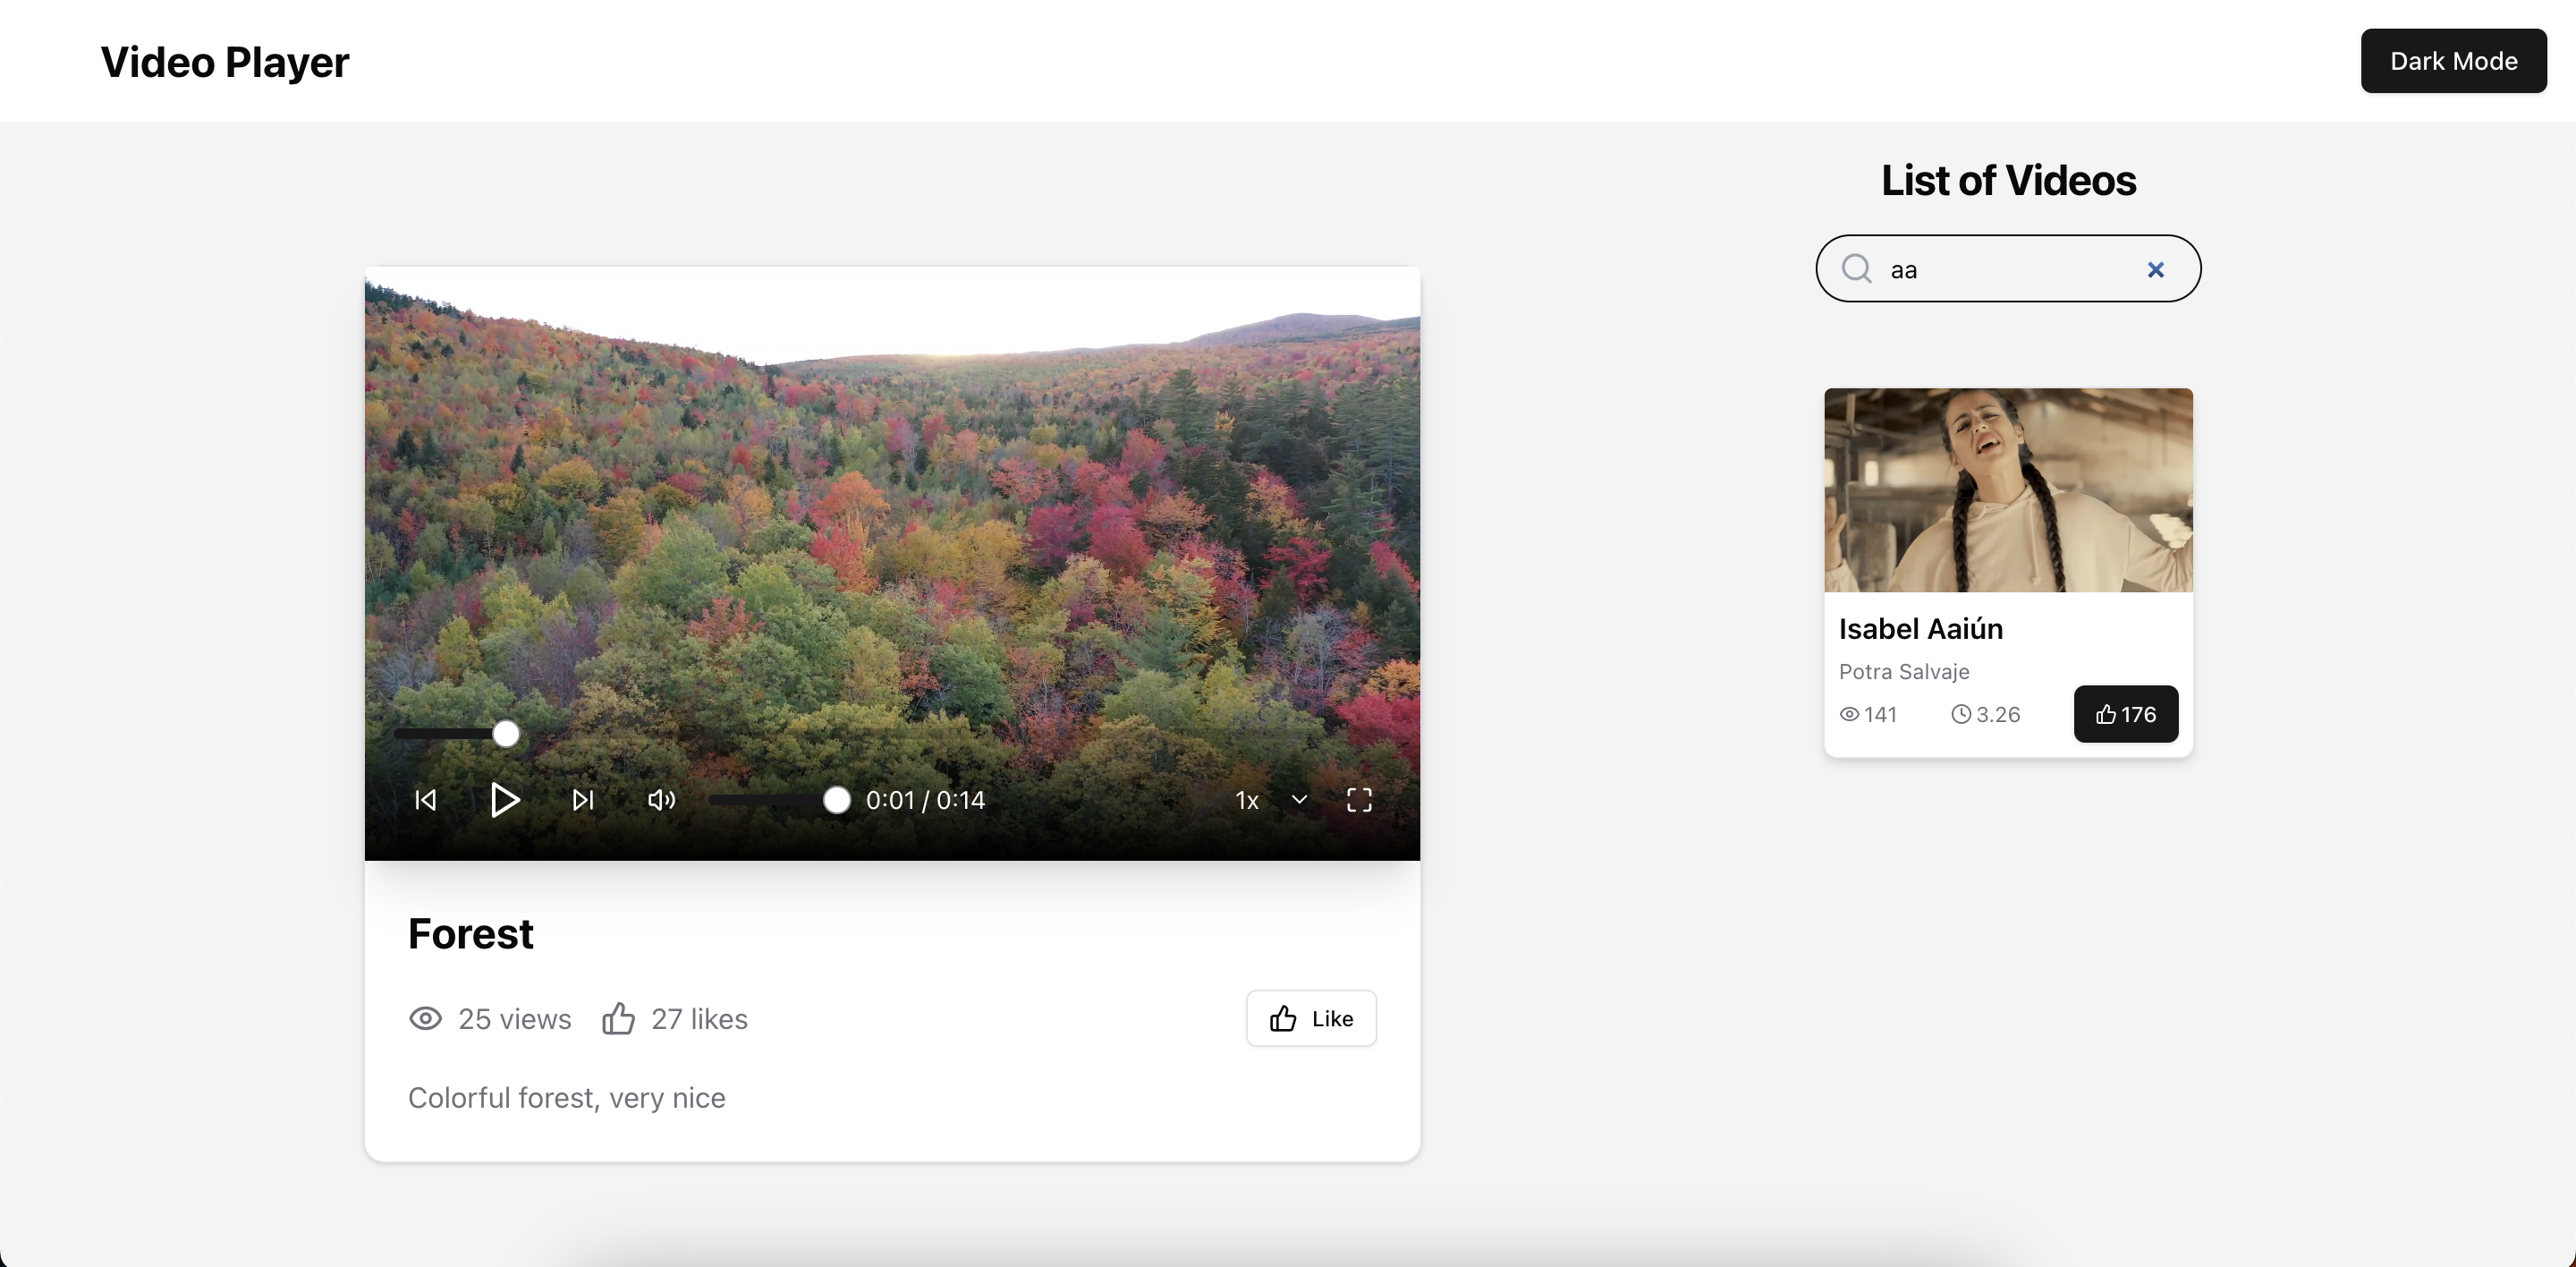 Video Player
Dark Mode
List of Videos
aa
0:01 / 0:14
1x
Isabel Aaiún
Potra Salvaje
141
3.26
176
Forest
25 views
27 likes
Like
Colorful forest, very nice